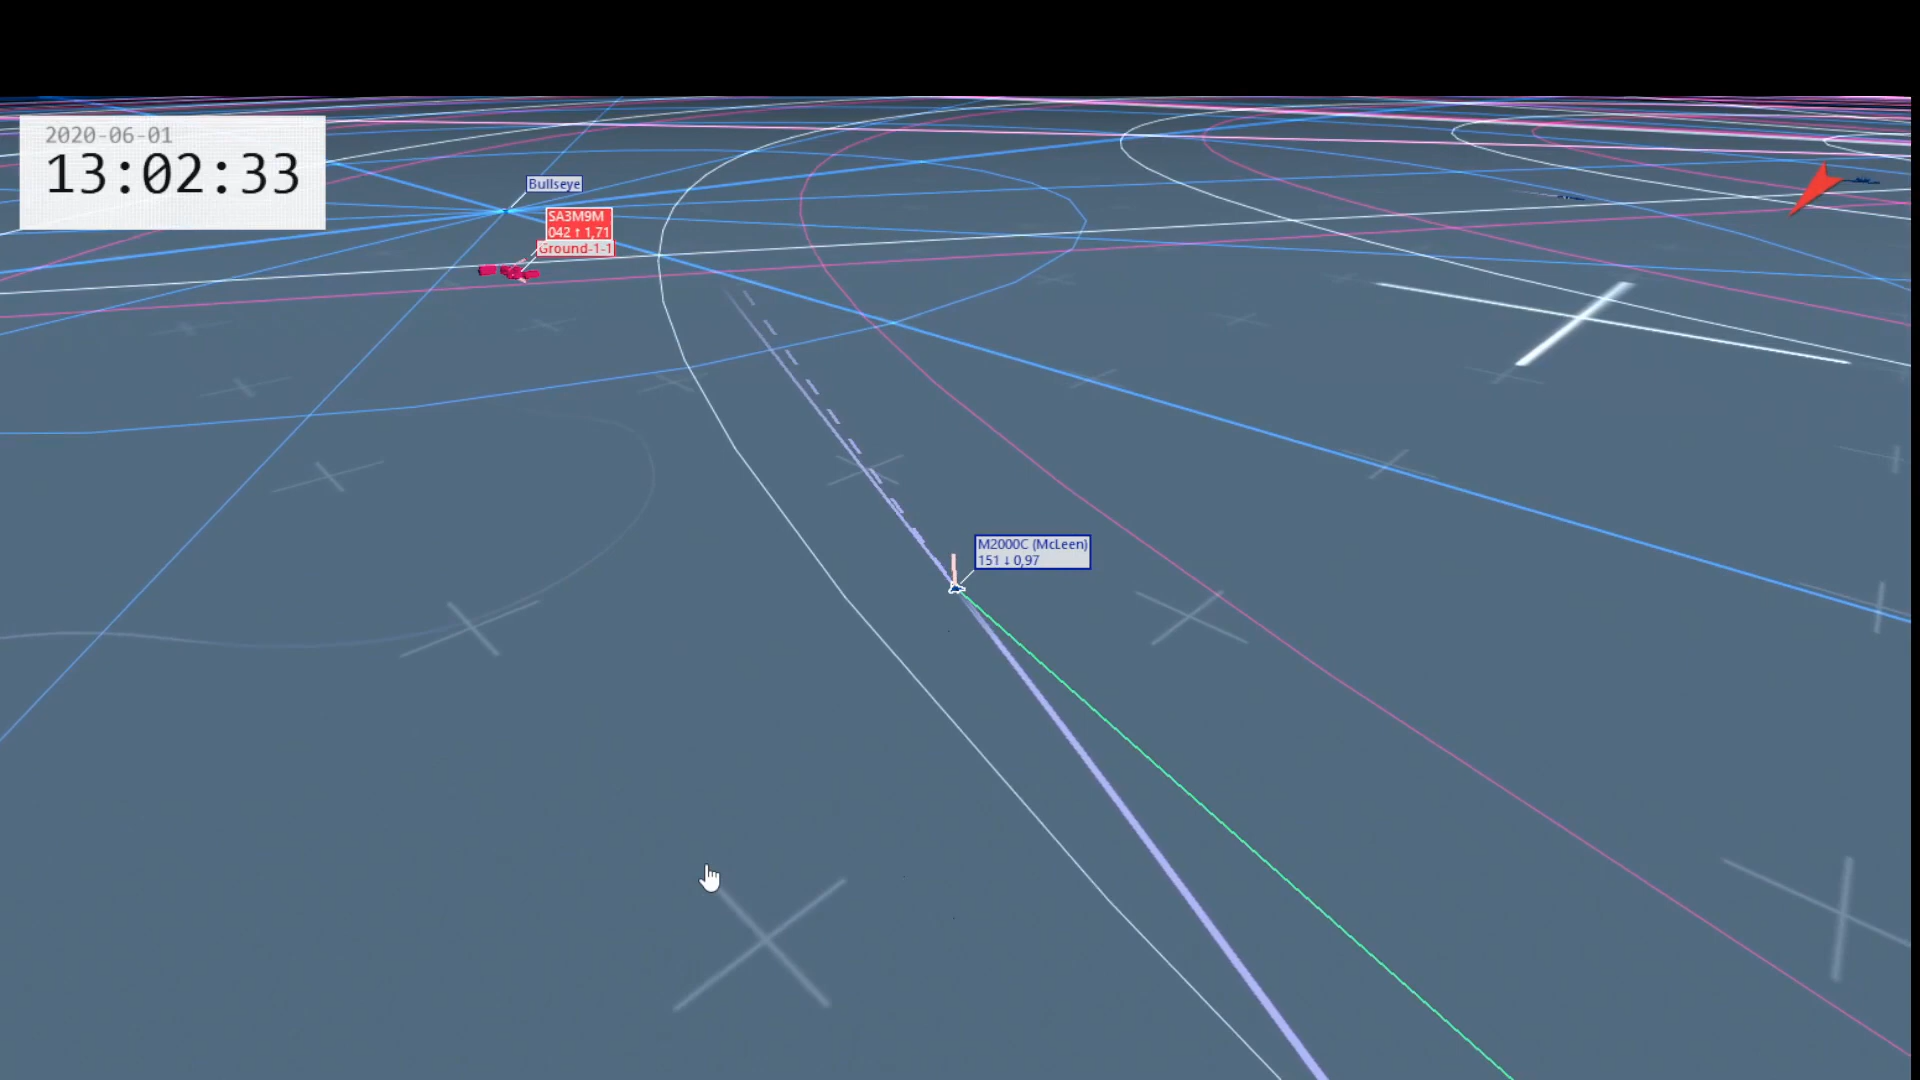 2020-06-01
13:02:33
Bullseye
SA3M9M
042 ↑ 1,71
Ground-1-1
M2000C (McLeen)
151 ↓ 0,97